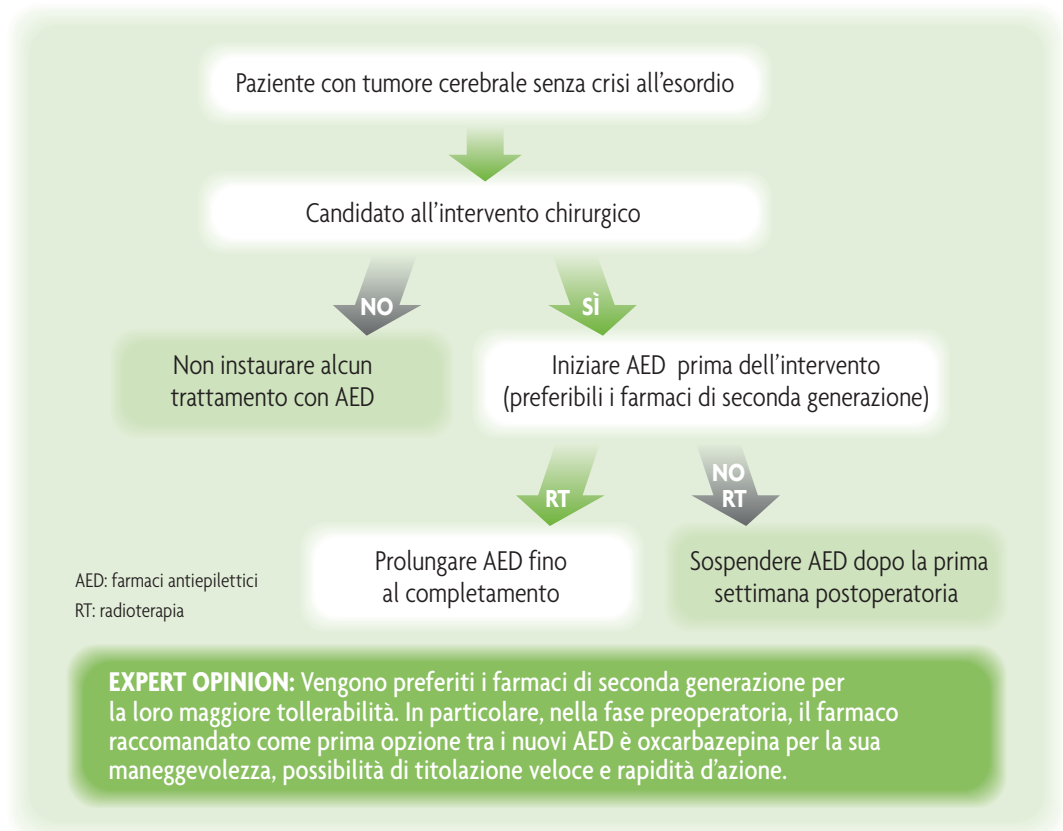 Paziente con tumore cerebrale senza crisi all'esordio
Candidato all'intervento chirurgico
NO
SÌ
Non instaurare alcun
trattamento con AED
Iniziare AED prima dell'intervento
(preferibili i farmaci di seconda generazione)
RT
NO
RT
Prolungare AED fino
al completamento
Sospendere AED dopo la prima
settimana postoperatoria
AED: farmaci antiepilettici
RT: radioterapia
EXPERT OPINION: Vengono preferiti i farmaci di seconda generazione per
la loro maggiore tollerabilità. In particolare, nella fase preoperatoria, il farmaco
raccomandato come prima opzione tra i nuovi AED è oxcarbazepina per la sua
maneggevolezza, possibilità di titolazione veloce e rapidità d'azione.